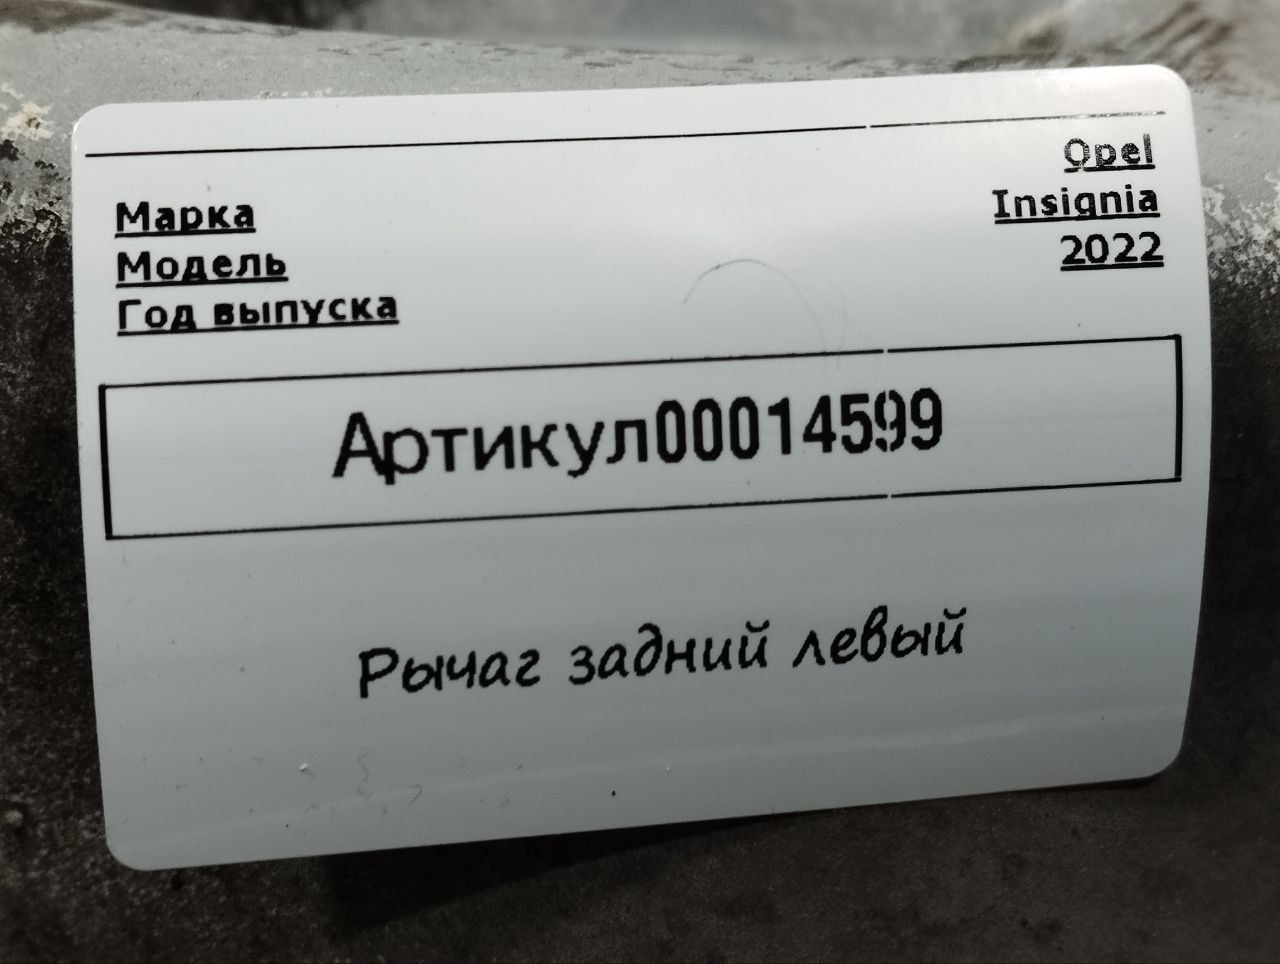 Марка Opel
Модель Insignia
Год выпуска 2022
Артикул00014599
Рычаг задний левый